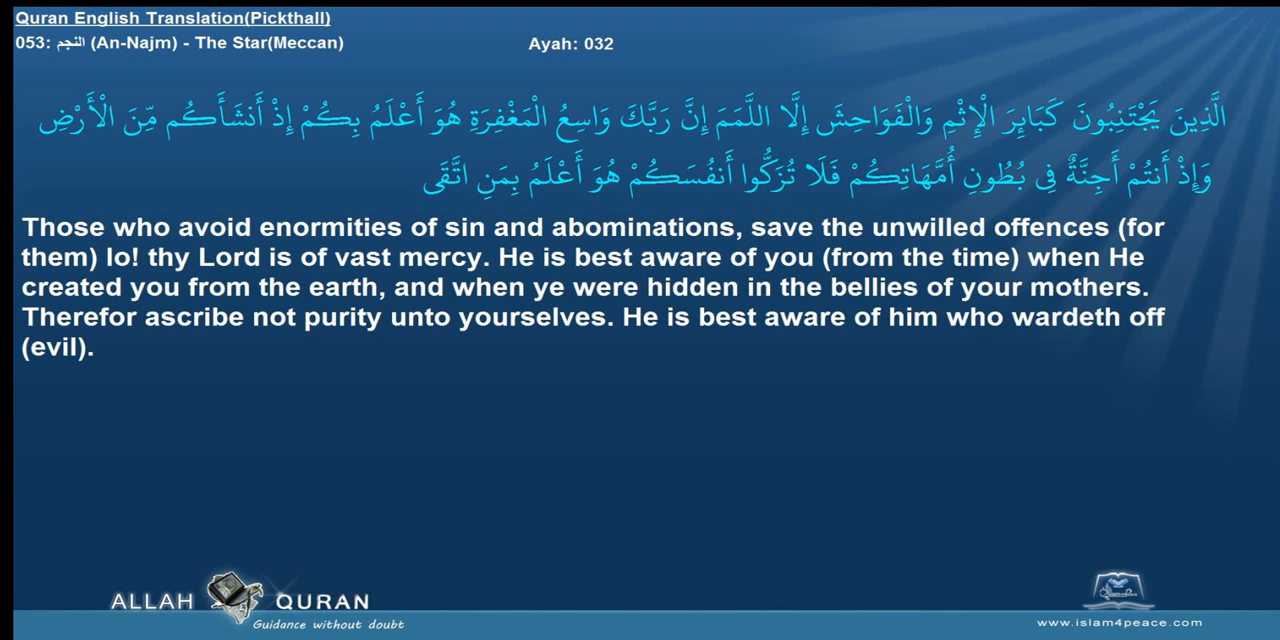 Quran English Translation(Pickthall)
053: النجم (An-Najm) - The Star(Meccan)
Ayah: 032
الَّذِينَ يَجْتَنِبُونَ كَبَائِرَ الْإِثْمِ وَالْفَوَاحِشَ إِلَّا اللَّمَمَ إِنَّ رَبَّكَ وَاسِعُ الْمَغْفِرَةِ هُوَ أَعْلَمُ بِكُمْ إِذْ أَنشَأَكُم مِّنَ الْأَرْضِ
وَإِذْ أَنتُمْ أَجِنَّةٌ فِي بُطُونِ أُمَّهَاتِكُمْ فَلَا تُزَكُّوا أَنفُسَكُمْ هُوَ أَعْلَمُ بِمَنِ اتَّقَى
Those who avoid enormities of sin and abominations, save the unwilled offences (for
them) lo! thy Lord is of vast mercy. He is best aware of you (from the time) when He
created you from the earth, and when ye were hidden in the bellies of your mothers.
Therefor ascribe not purity unto yourselves. He is best aware of him who wardeth off
(evil).
ALLAH QURAN
Guidance without doubt
www.islam4peace.com